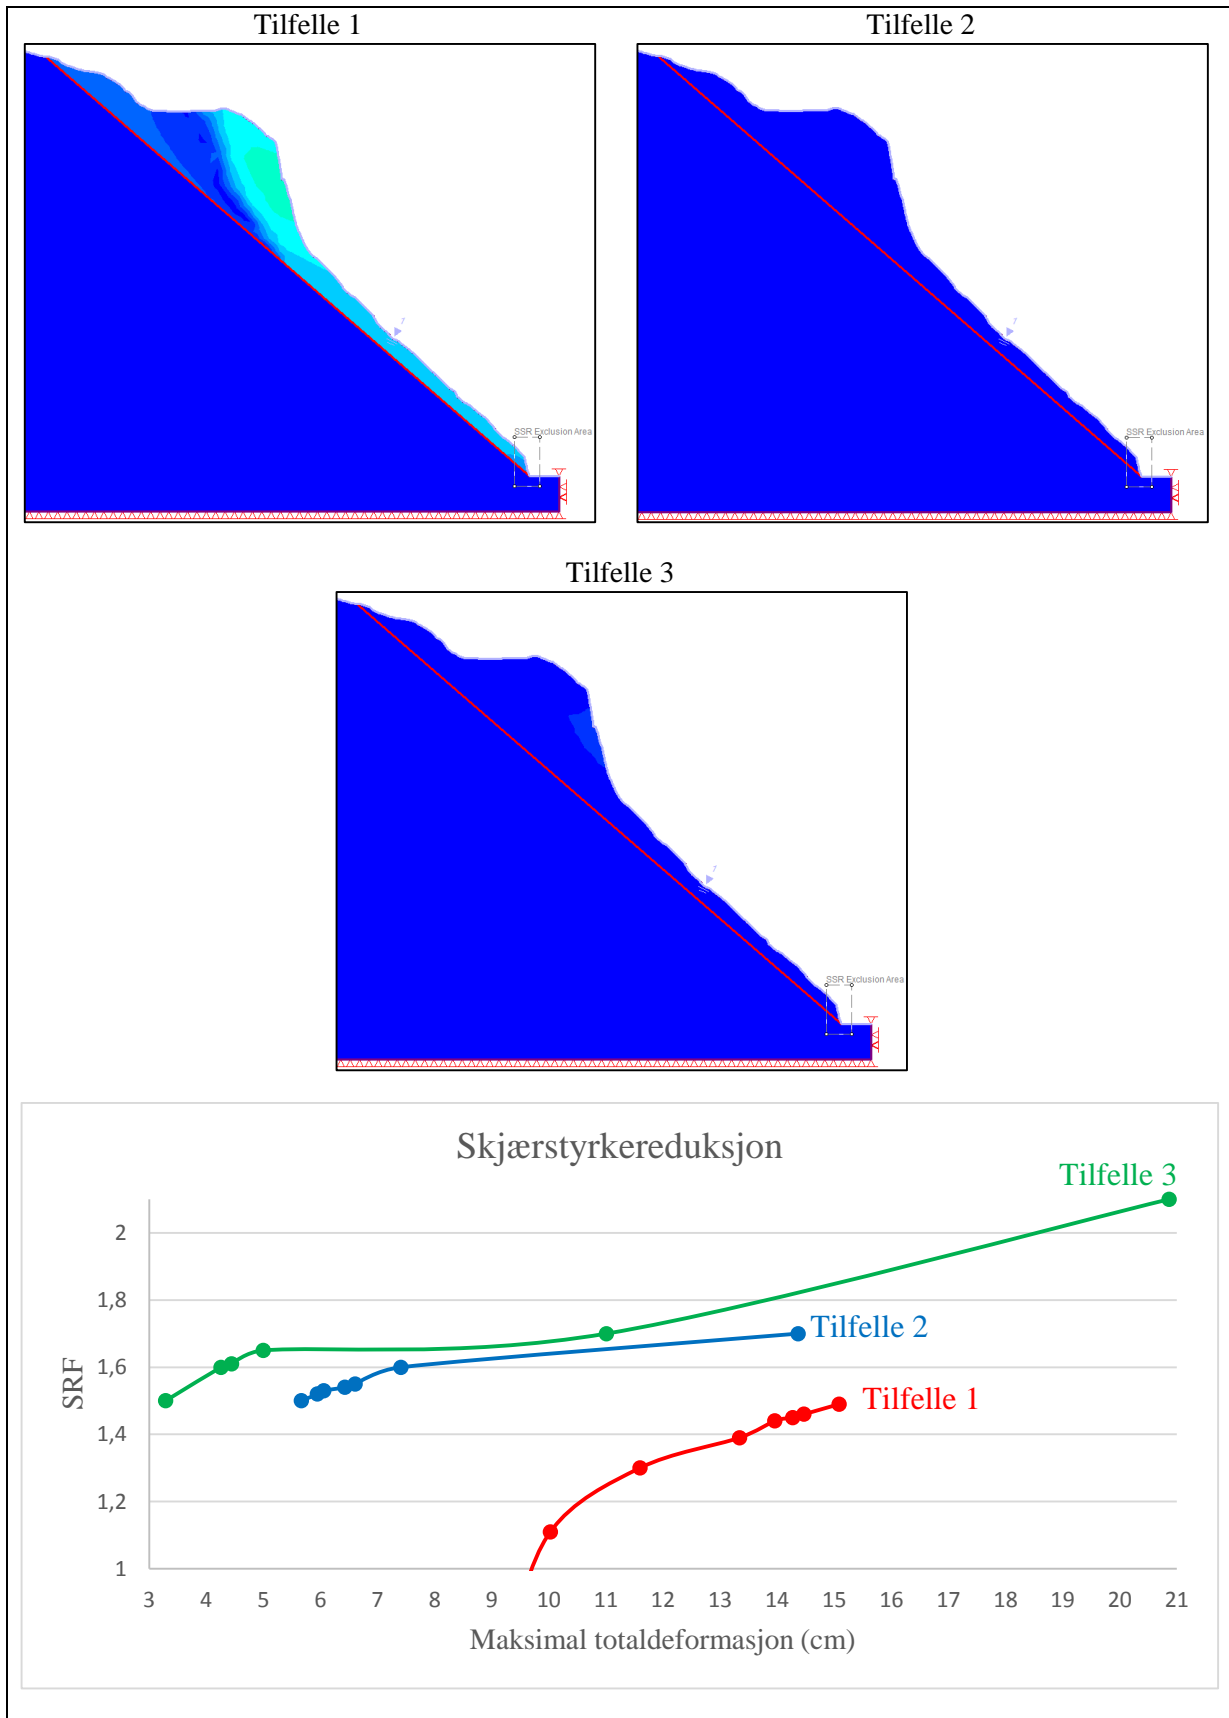 Tilfelle 1
Tilfelle 2
SSR Exclusion Area
SSR Exclusion Area
Tilfelle 3
SSR Exclusion Area
Skjærstyrkereduksjon
Tilfelle 3
Tilfelle 2
Tilfelle 1
SRF
2
1,8
1,6
1,4
1,2
1
3 4 5 6 7 8 9 10 11 12 13 14 15 16 17 18 19 20 21
Maksimal totaldeformasjon (cm)